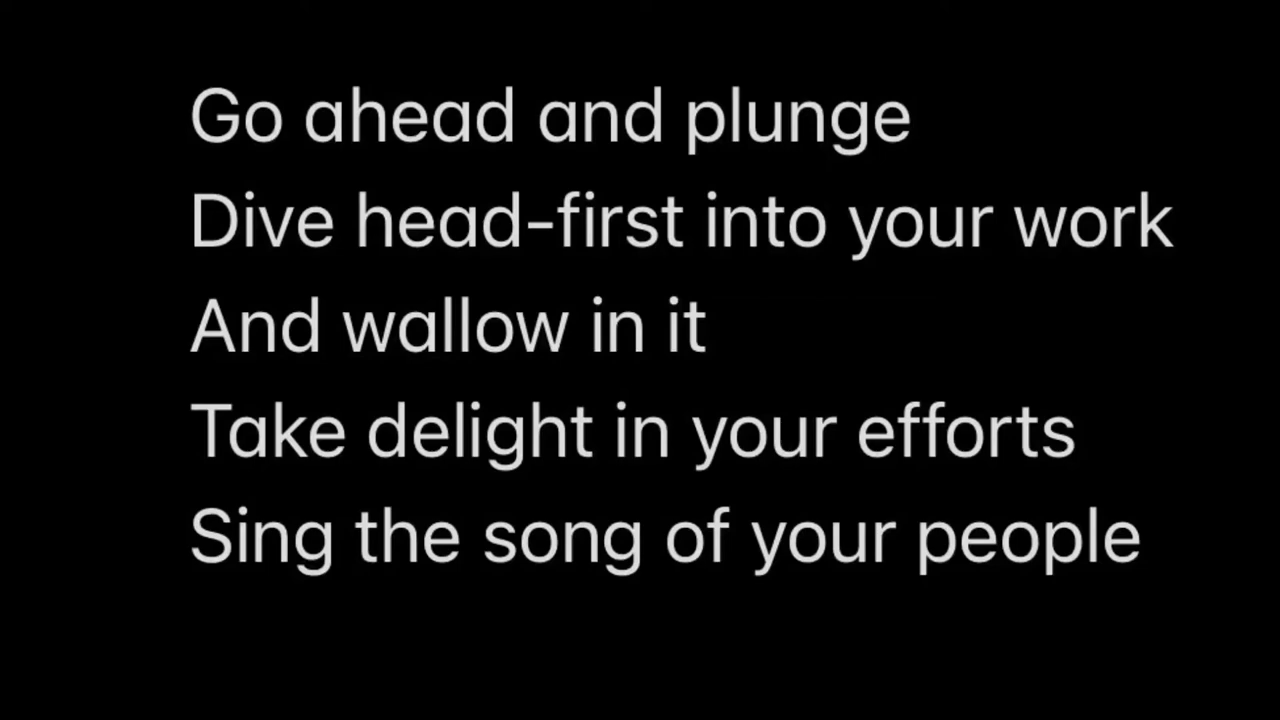 Go ahead and plunge
Dive head-first into your work
And wallow in it
Take delight in your efforts
Sing the song of your people